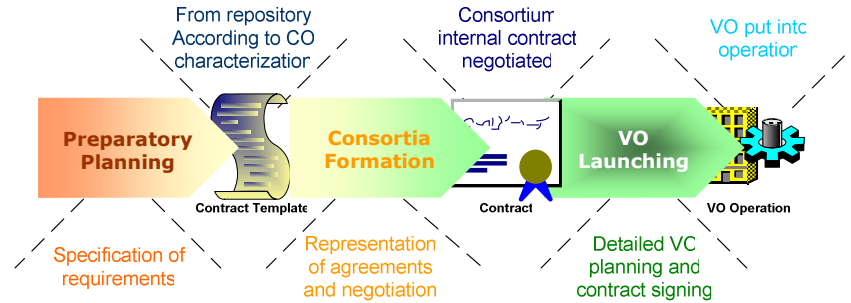 From repository
According to CO
characterization
Consortium
internal contract
negotiated
VO put into
operation
Preparatory
Planning
Consortia
Formation
VO
Launching
Contract Template
Contract
VO Operation
Specification of
requirements
Representation
of agreements
and negotiation
Detailed VO
planning and
contract signing